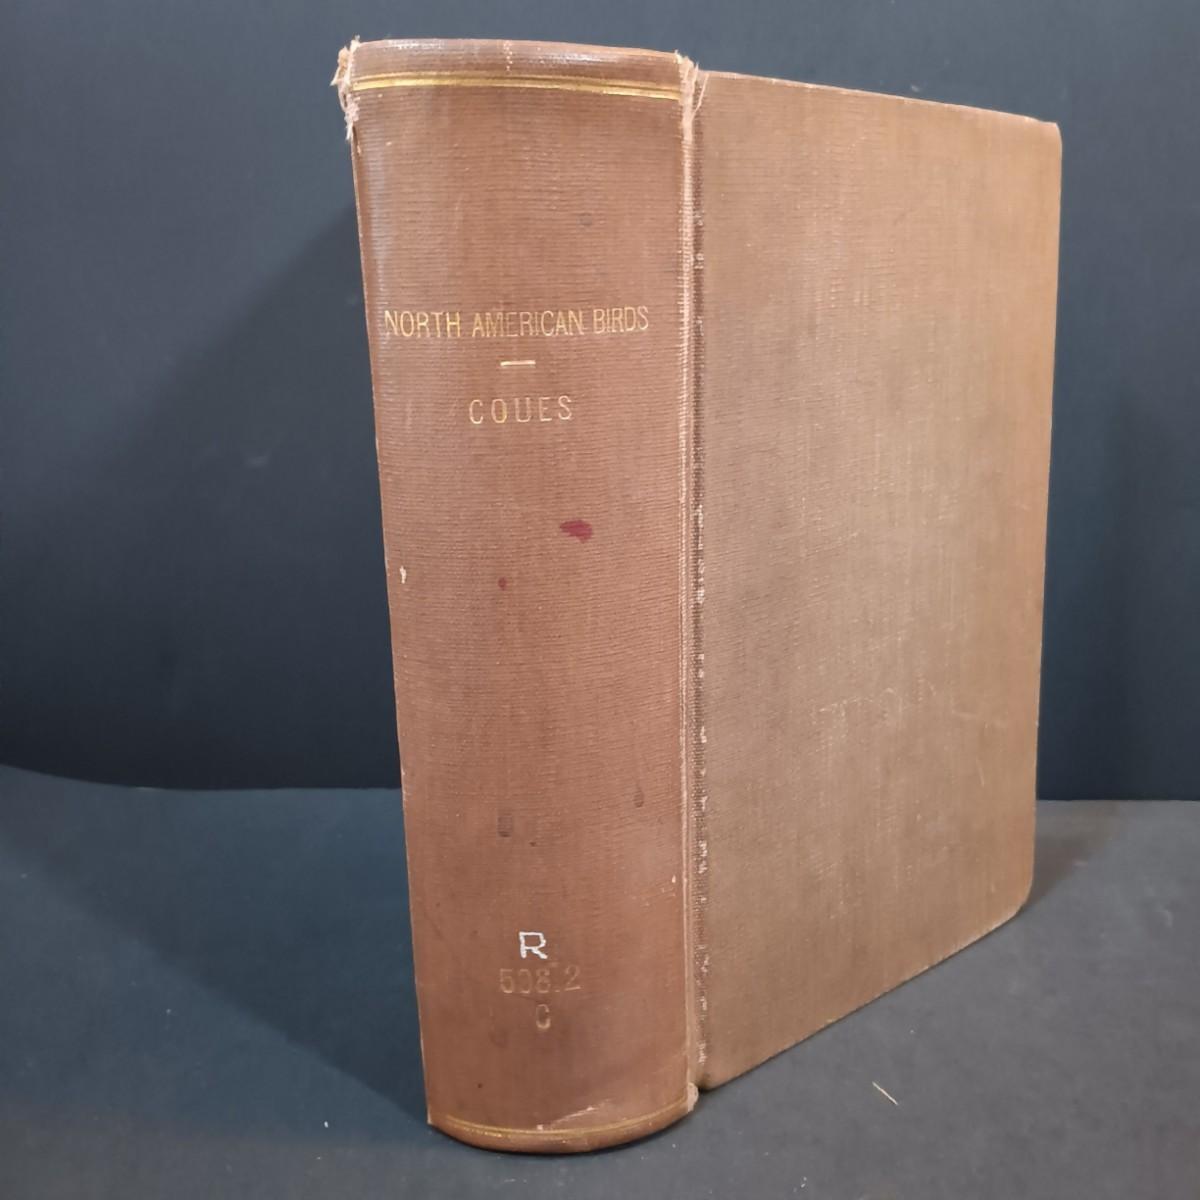 NORTH AMERICAN BIRDS
COUES
R
598.2
C